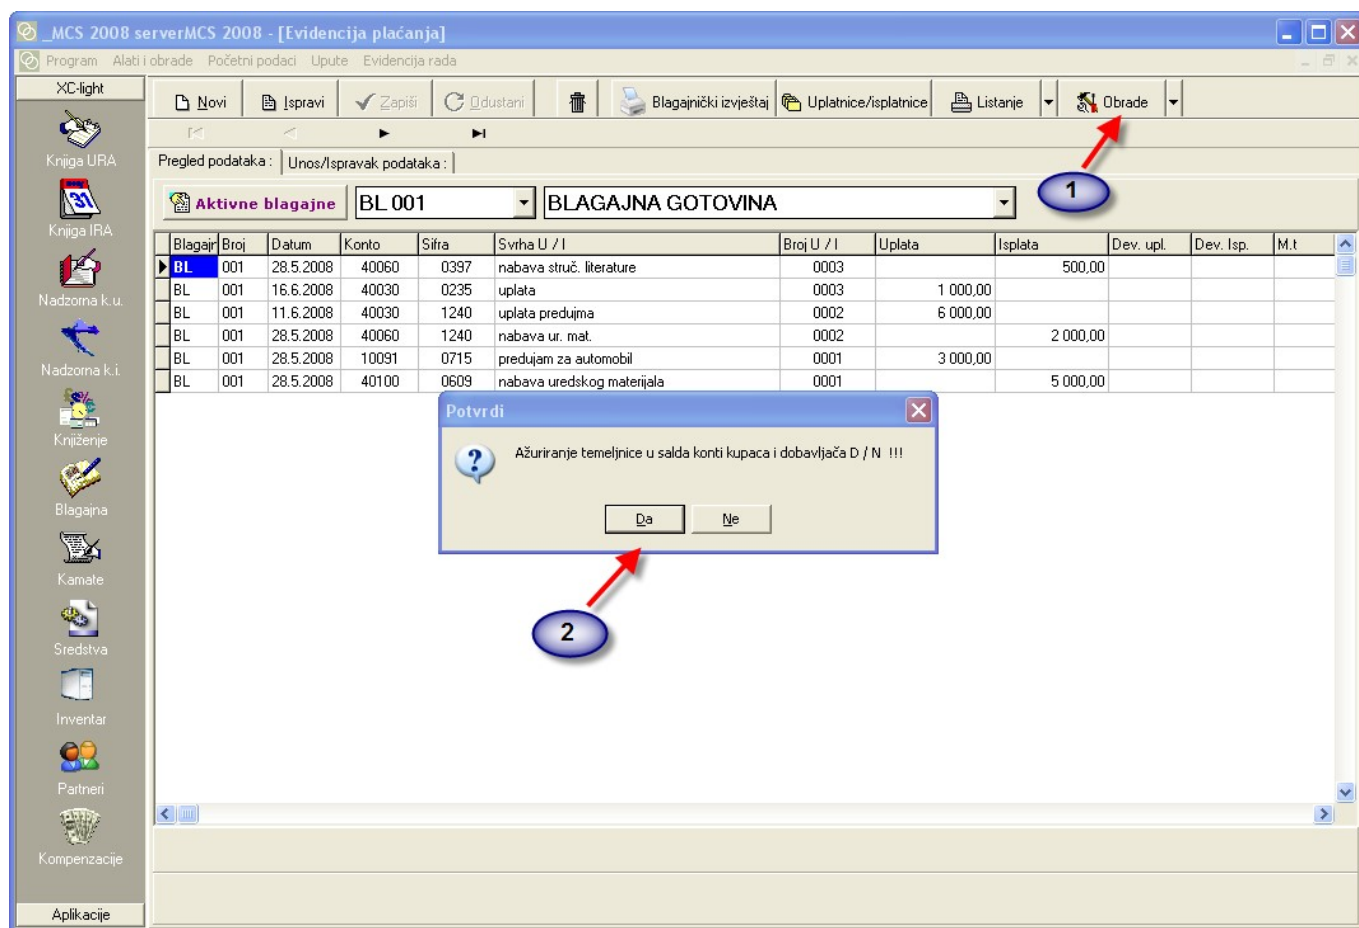 _MCS 2008 serverMCS 2008 - [Evidencija plaćanja]
Program Alati i obrade Početni podaci Upute Evidencija rada
XC-light
Novi Ispravi Zapiši Odustani Blagajnički izvještaj Uplatnice/isplatnice Listanje Obrade
Knjiga URA
Pregled podataka : Unos/Ispravak podataka :
1
Aktivne blagajne BL 001 BLAGAJNA GOTOVINA
31
Knjiga IRA
Blagajn Broj Datum Konto Sifra Svrha U / I Broj U / I Uplata Isplata Dev. upl. Dev. Isp. M.t
BL 001 28.5.2008 40060 0397 nabava struč. literature 0003 500,00
BL 001 16.6.2008 40030 0235 uplata 0003 1 000,00
BL 001 11.6.2008 40030 1240 uplata predujma 0002 6 000,00
BL 001 28.5.2008 40060 1240 nabava ur. mat. 0002 2 000,00
BL 001 28.5.2008 10091 0715 predujam za automobil 0001 3 000,00
BL 001 28.5.2008 40100 0609 nabava uredskog materijala 0001 5 000,00
Nadzorna k.u.
Nadzorna k.i.
Knjiženje
Blagajna
Kamate
Sredstva
Inventar
Partneri
Kompenzacije
Aplikacije
Potvrdi
Ažuriranje temeljnice u salda konti kupaca i dobavljača D / N !!!
Da Ne
2